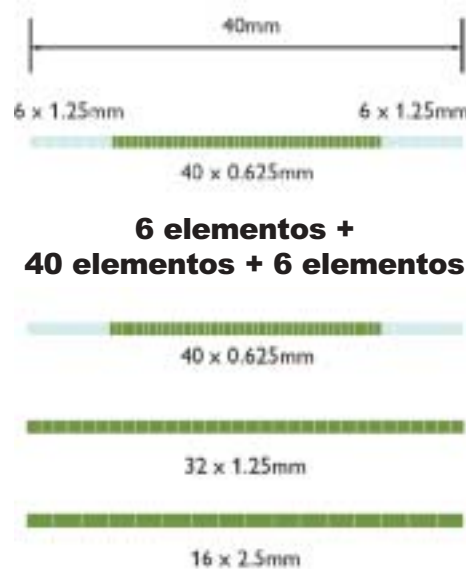 40mm
6 x 1.25mm 6 x 1.25mm
40 x 0.625mm
6 elementos +
40 elementos + 6 elementos
40 x 0.625mm
32 x 1.25mm
16 x 2.5mm